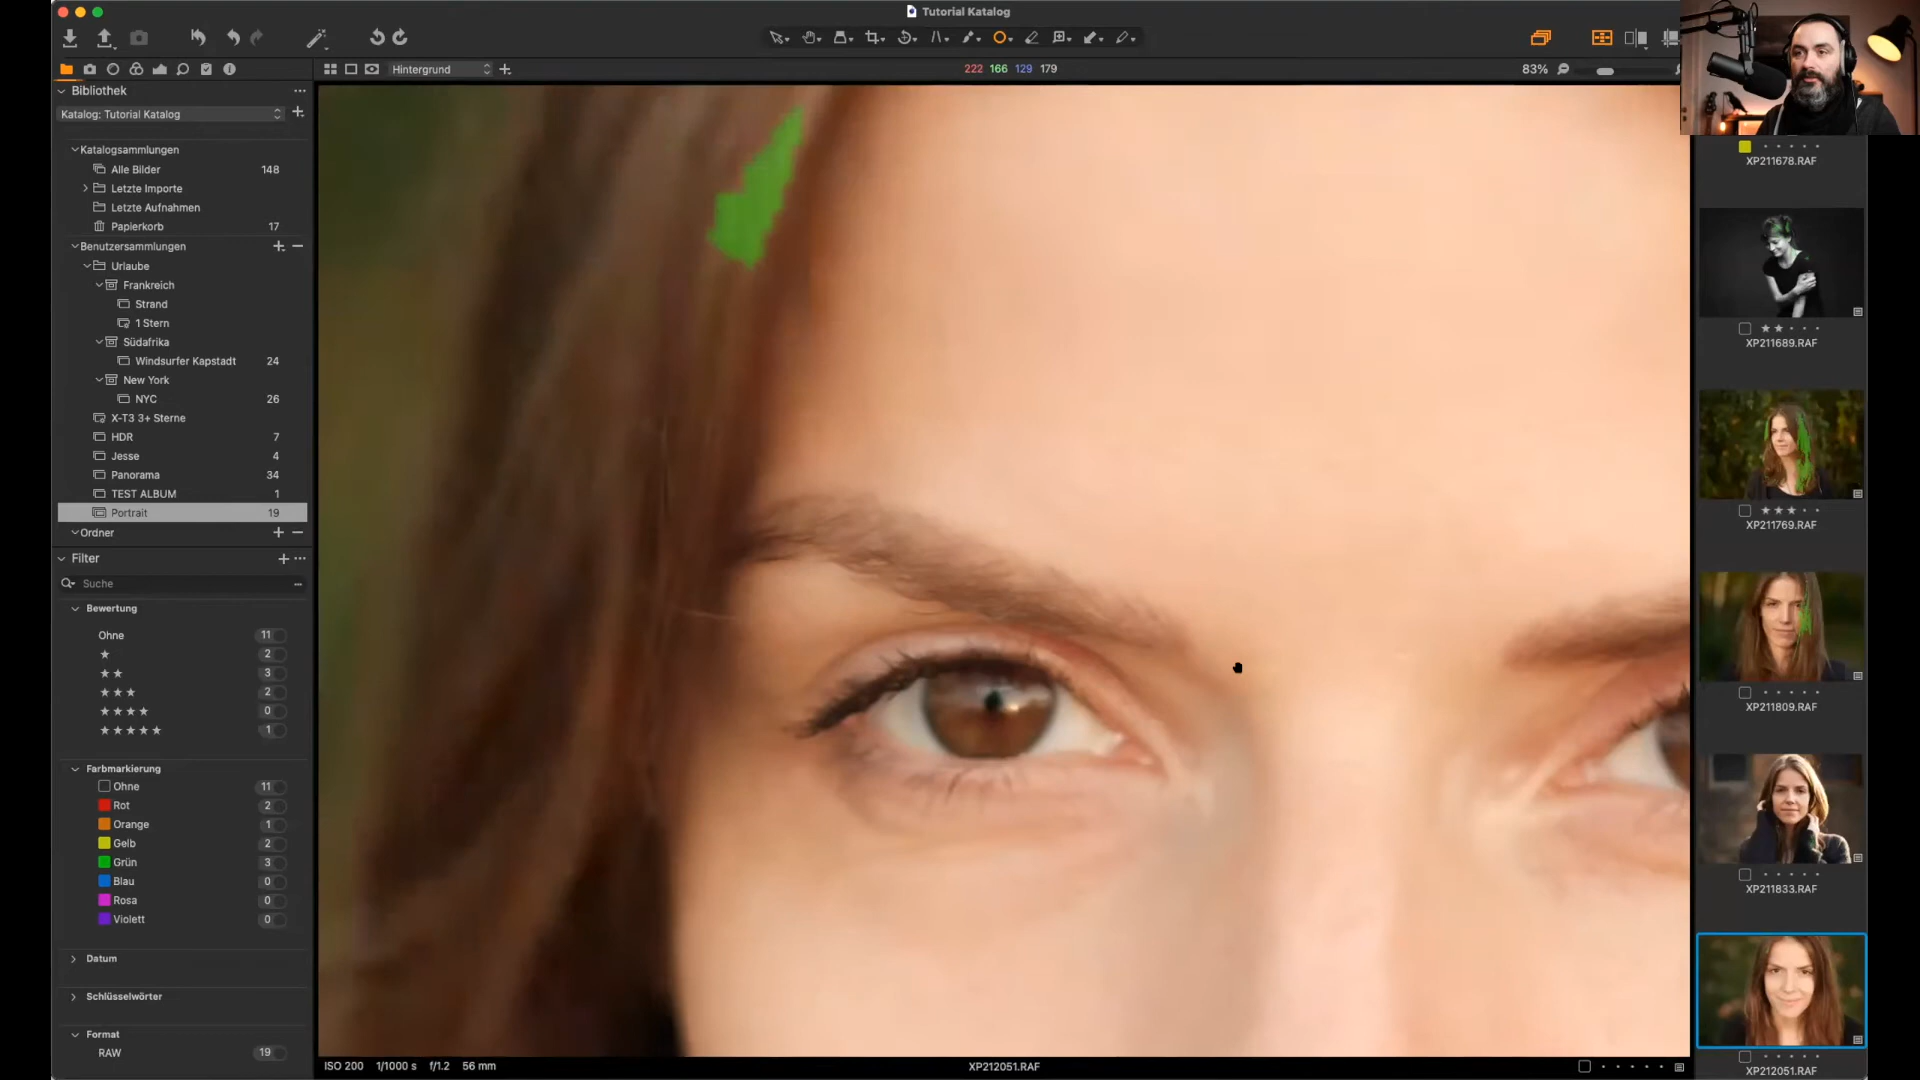 Tutorial Katalog
Hintergrund
222 166 129 179
83%
Bibliothek
Katalog: Tutorial Katalog
Katalogsammlungen
Alle Bilder 148
Letzte Importe
Letzte Aufnahmen
Papierkorb 17
Benutzersammlungen
Urlaube
Frankreich
Strand
1 Stern
Südafrika
Windsurfer Kapstadt 24
New York
NYC 26
X-T3 3+ Sterne
HDR 7
Jesse 4
Panorama 34
TEST ALBUM 1
Portrait 19
Ordner
Filter
Suche
Bewertung
Ohne 11
2
3
2
0
1
Farbmarkierung
Ohne 11
Rot 2
Orange 1
Gelb 2
Grün 3
Blau 0
Rosa 0
Violett 0
Datum
Schlüsselwörter
Format
RAW 19
ISO 200 1/1000 s f/1.2 56 mm
XP212051.RAF
XP211678.RAF
XP211689.RAF
XP211769.RAF
XP211809.RAF
XP211833.RAF
XP212051.RAF